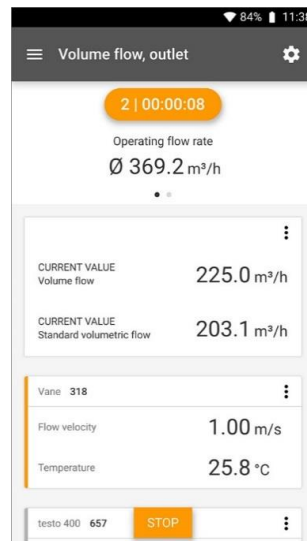 84% 11:38
Volume flow, outlet
2 | 00:00:08
Operating flow rate
Ø 369.2 m³/h
CURRENT VALUE
Volume flow
225.0 m³/h
CURRENT VALUE
Standard volumetric flow
203.1 m³/h
Vane 318
Flow velocity
1.00 m/s
Temperature
25.8 °C
testo 400 657
STOP